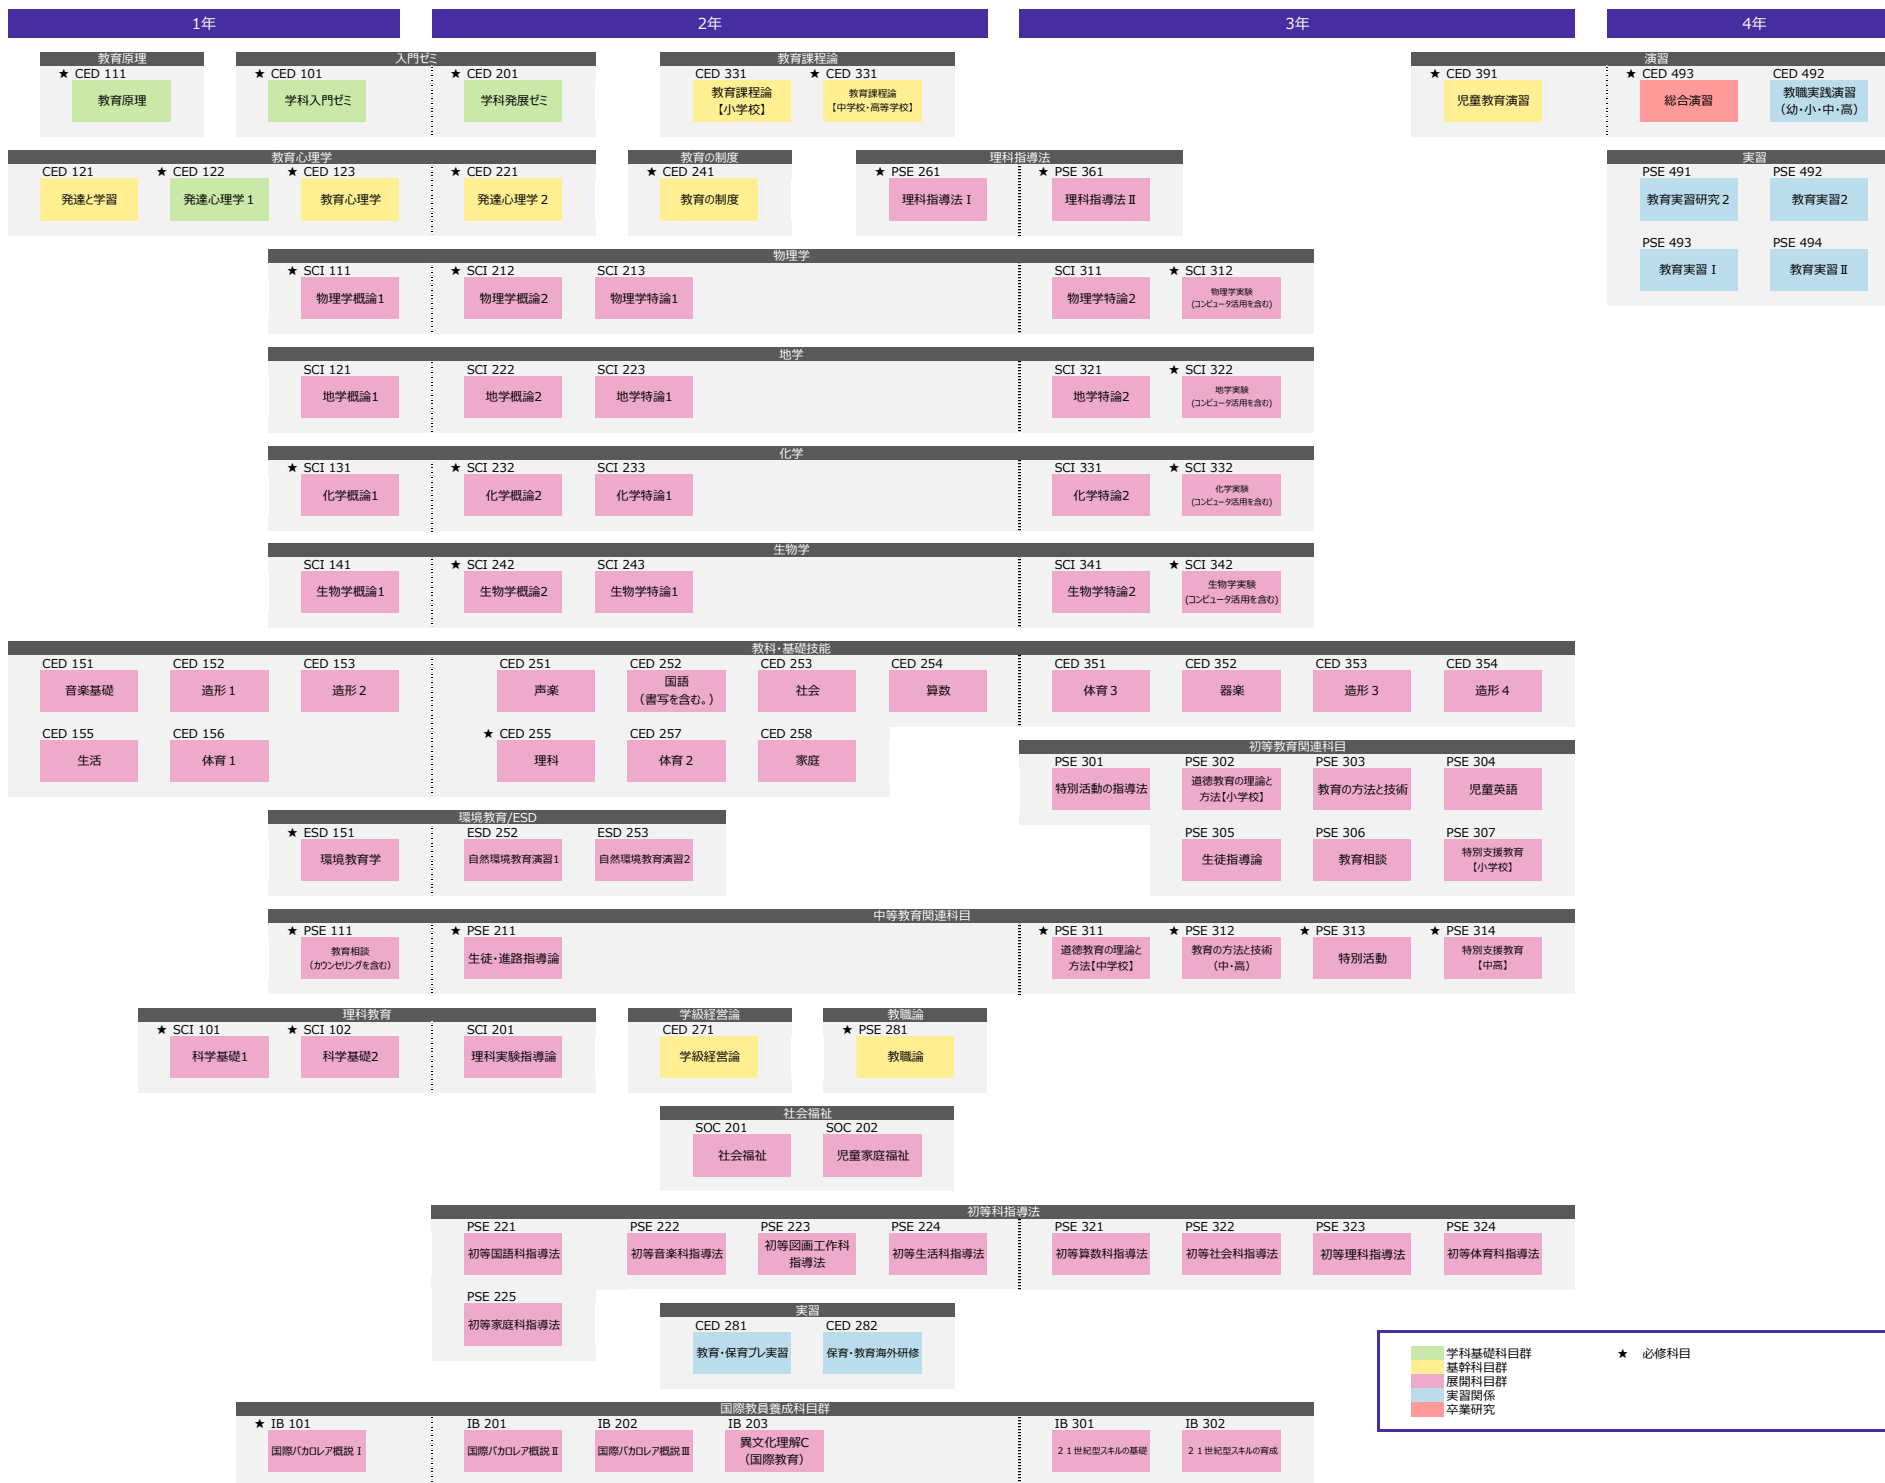 1年
2年
3年
4年
教育原理
入門ゼミ
教育課程論
演習
★ CED 111
★ CED 101
★ CED 201
CED 331
★ CED 331
★ CED 391
★ CED 493
CED 492
教育原理
学科入門ゼミ
学科発展ゼミ
教育課程論
【小学校】
教育課程論
【中学校・高等学校】
児童教育演習
総合演習
教職実践演習
（幼・小・中・高）
教育心理学
教育の制度
理科指導法
実習
CED 121
★ CED 122
★ CED 123
★ CED 221
★ CED 241
★ PSE 261
★ PSE 361
PSE 491
PSE 492
発達と学習
発達心理学１
教育心理学
発達心理学２
教育の制度
理科指導法Ⅰ
理科指導法Ⅱ
教育実習研究２
教育実習2
PSE 493
PSE 494
教育実習Ⅰ
教育実習Ⅱ
物理学
★ SCI 111
★ SCI 212
SCI 213
SCI 311
★ SCI 312
物理学概論1
物理学概論2
物理学特論1
物理学特論2
物理学実験
(コンピュータ活用を含む)
地学
SCI 121
SCI 222
SCI 223
SCI 321
★ SCI 322
地学概論1
地学概論2
地学特論1
地学特論2
地学実験
(コンピュータ活用を含む)
化学
★ SCI 131
★ SCI 232
SCI 233
SCI 331
★ SCI 332
化学概論1
化学概論2
化学特論1
化学特論2
化学実験
(コンピュータ活用を含む)
生物学
SCI 141
★ SCI 242
SCI 243
SCI 341
★ SCI 342
生物学概論1
生物学概論2
生物学特論1
生物学特論2
生物学実験
(コンピュータ活用を含む)
教科・基礎技能
CED 151
CED 152
CED 153
CED 251
CED 252
CED 253
CED 254
CED 351
CED 352
CED 353
CED 354
音楽基礎
造形１
造形２
声楽
国語
（書写を含む。）
社会
算数
体育３
器楽
造形３
造形４
CED 155
CED 156
★ CED 255
CED 257
CED 258
生活
体育１
理科
体育２
家庭
初等教育関連科目
PSE 301
PSE 302
PSE 303
PSE 304
特別活動の指導法
道徳教育の理論と
方法【小学校】
教育の方法と技術
児童英語
PSE 305
PSE 306
PSE 307
生徒指導論
教育相談
特別支援教育
【小学校】
環境教育/ESD
★ ESD 151
ESD 252
ESD 253
環境教育学
自然環境教育演習1
自然環境教育演習2
中等教育関連科目
★ PSE 111
★ PSE 211
★ PSE 311
★ PSE 312
★ PSE 313
★ PSE 314
教育相談
（カウンセリングを含む）
生徒・進路指導論
道徳教育の理論と
方法【中学校】
教育の方法と技術
（中・高）
特別活動
特別支援教育
【中高】
理科教育
学級経営論
教職論
★ SCI 101
★ SCI 102
SCI 201
CED 271
★ PSE 281
科学基礎1
科学基礎2
理科実験指導論
学級経営論
教職論
社会福祉
SOC 201
SOC 202
社会福祉
児童家庭福祉
初等科指導法
PSE 221
PSE 222
PSE 223
PSE 224
PSE 321
PSE 322
PSE 323
PSE 324
初等国語科指導法
初等音楽科指導法
初等図画工作科
指導法
初等生活科指導法
初等算数科指導法
初等社会科指導法
初等理科指導法
初等体育科指導法
PSE 225
初等家庭科指導法
実習
CED 281
CED 282
教育・保育プレ実習
保育・教育海外研修
学科基礎科目群
基幹科目群
展開科目群
実習関係
卒業研究
★ 必修科目
国際教員養成科目群
★ IB 101
IB 201
IB 202
IB 203
IB 301
IB 302
国際バカロレア概説Ⅰ
国際バカロレア概説Ⅱ
国際バカロレア概説Ⅲ
異文化理解C
（国際教育）
２１世紀型スキルの基礎
２１世紀型スキルの育成